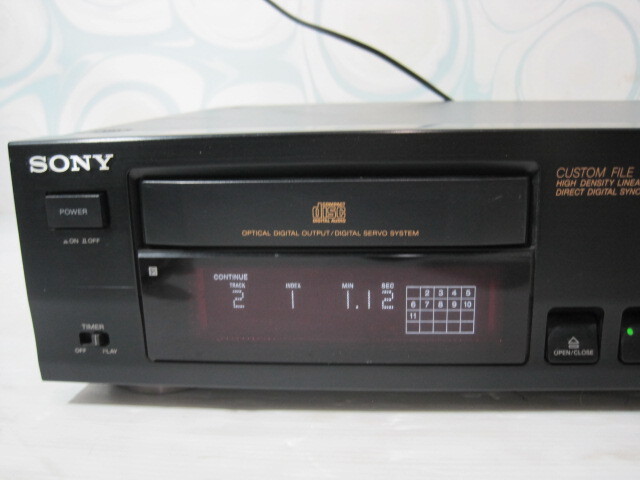 SONY
POWER
ON OFF
TIMER
OFF PLAY
COMPACT
disc
DIGITAL AUDIO
OPTICAL DIGITAL OUTPUT/DIGITAL SERVO SYSTEM
CONTINUE
TRACK INDEX MIN SEC
2 1 1.12
2 3 4 5
6 7 8 9 10
11
CUSTOM FILE
HIGH DENSITY LINEA
DIRECT DIGITAL SYNC
OPEN/CLOSE